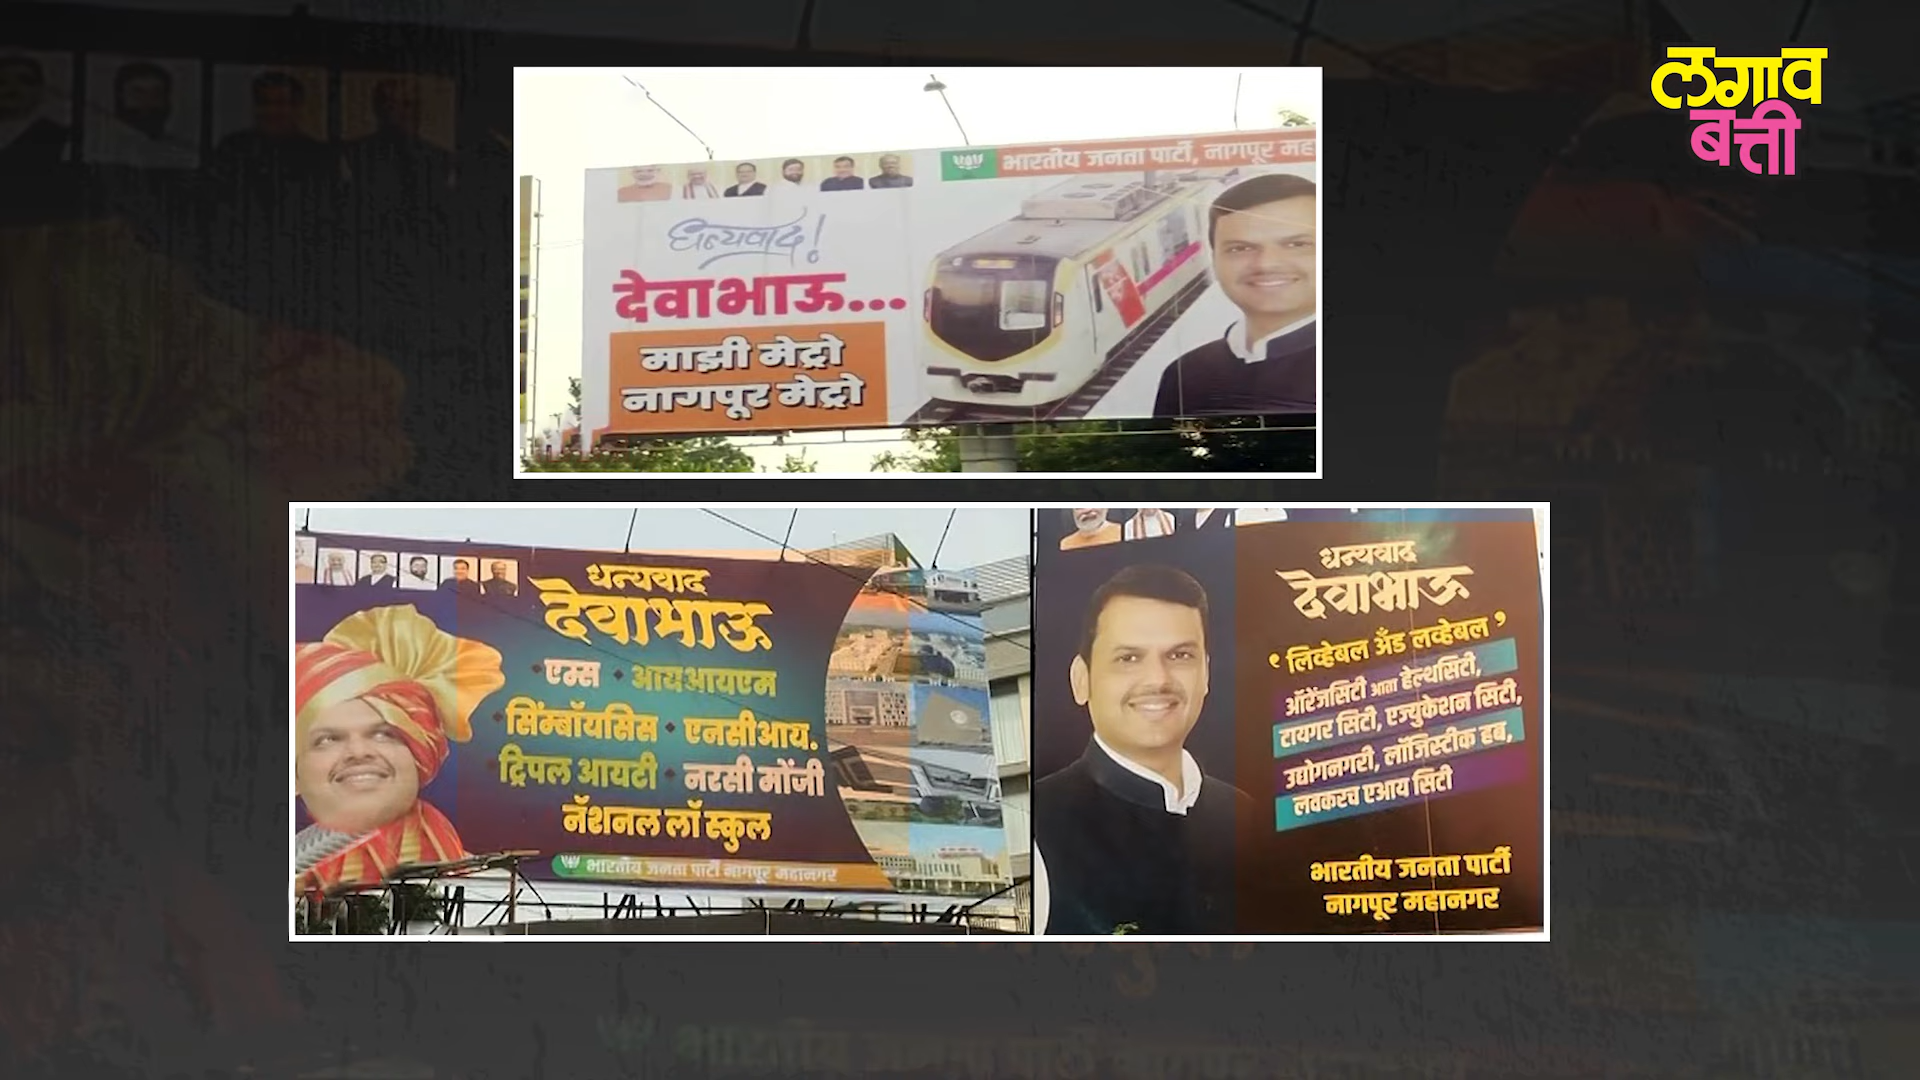 लगाव
बत्ती
भारतीय जनता पार्टी, नागपूर मह
धन्यवाद!
देवाभाऊ...
माझी मेट्रो
नागपूर मेट्रो
धन्यवाद
देवाभाऊ
• एम्स • आयआयएम
• सिंम्बॉयसिस • एनसीआय.
• ट्रिपल आयटी • नरसी मोंजी
नॅशनल लॉ स्कुल
भारतीय जनता पार्टी नागपूर महानगर
धन्यवाद
देवाभाऊ
‘ लिव्हेबल अँड लव्हेबल ’
ऑरेंजसिटी आता हेल्थसिटी,
टायगर सिटी, एज्युकेशन सिटी,
उद्योगनगरी, लॉजिस्टीक हब,
लवकरच एआय सिटी
भारतीय जनता पार्टी
नागपूर महानगर